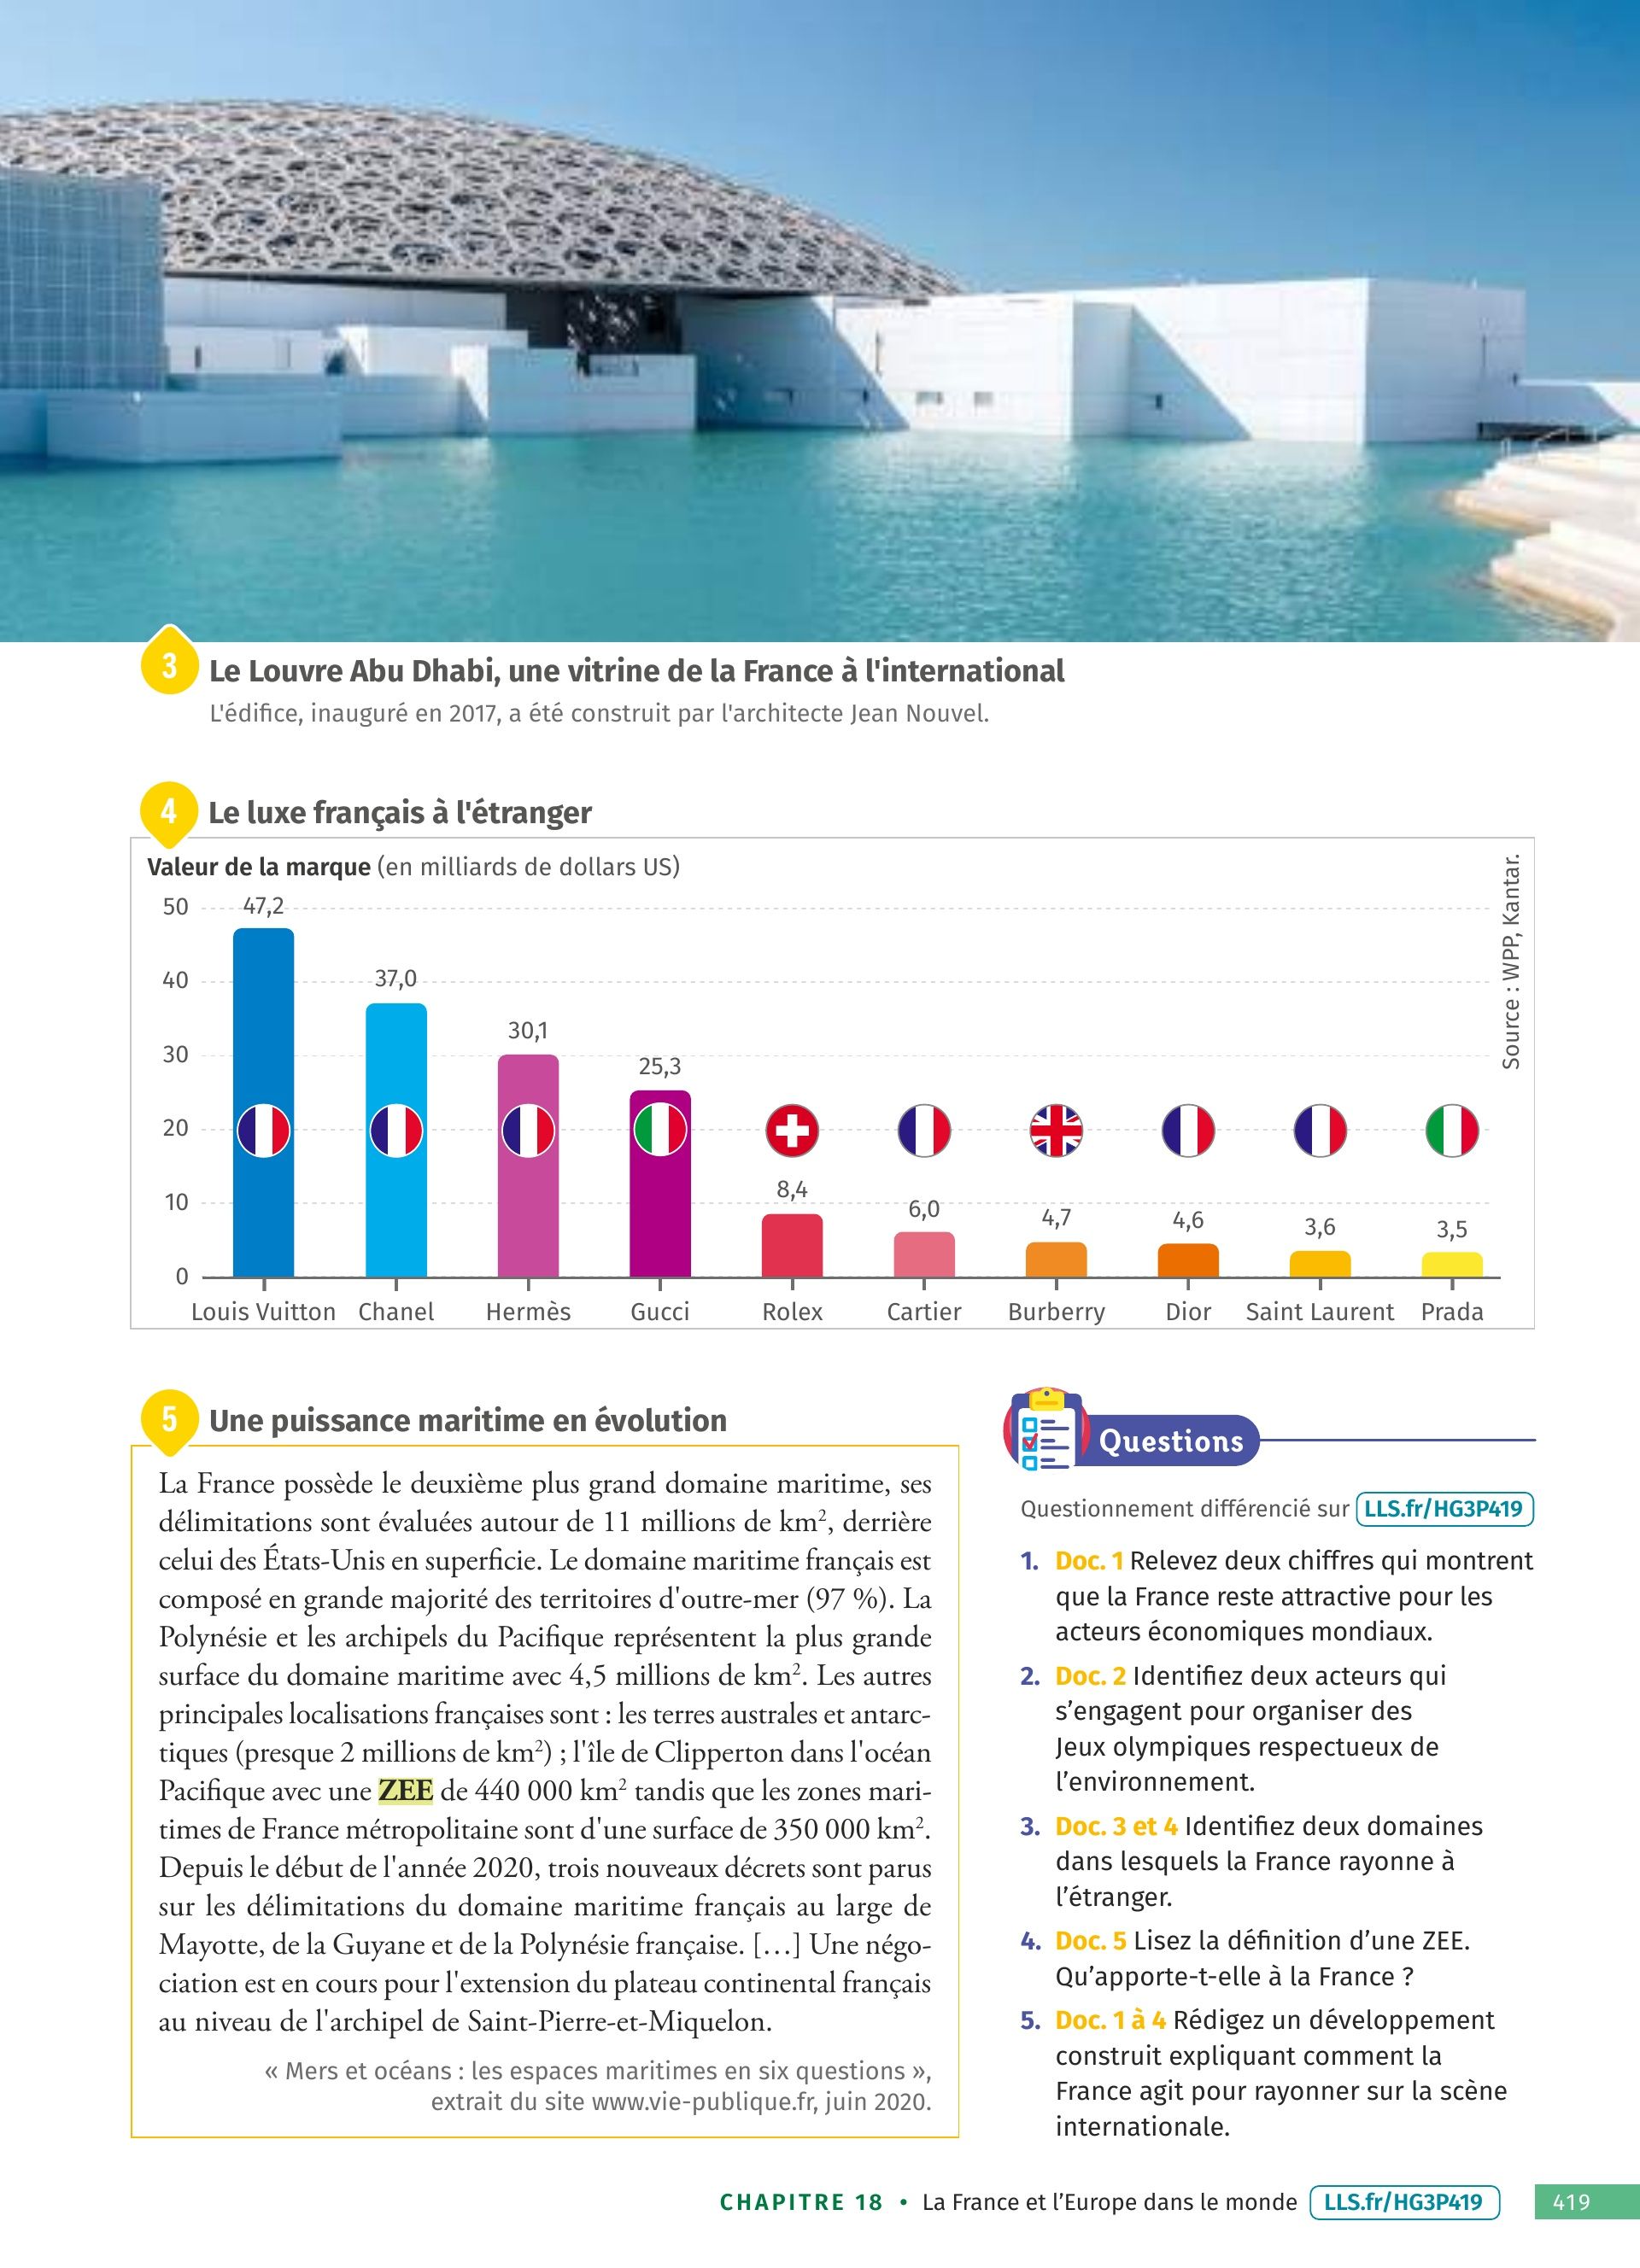 3
Le Louvre Abu Dhabi, une vitrine de la France à l'international
L'édifice, inauguré en 2017, a été construit par l'architecte Jean Nouvel.
4
Le luxe français à l'étranger
Valeur de la marque (en milliards de dollars US)
Source : WPP, Kantar.
50
40
30
20
10
0
47,2
37,0
30,1
25,3
8,4
6,0
4,7
4,6
3,6
3,5
Louis Vuitton
Chanel
Hermès
Gucci
Rolex
Cartier
Burberry
Dior
Saint Laurent
Prada
5
Une puissance maritime en évolution
La France possède le deuxième plus grand domaine maritime, ses
délimitations sont évaluées autour de 11 millions de km², derrière
celui des États-Unis en superficie. Le domaine maritime français est
composé en grande majorité des territoires d'outre-mer (97 %). La
Polynésie et les archipels du Pacifique représentent la plus grande
surface du domaine maritime avec 4,5 millions de km². Les autres
principales localisations françaises sont : les terres australes et antarc-
tiques (presque 2 millions de km²) ; l'île de Clipperton dans l'océan
Pacifique avec une ZEE de 440 000 km² tandis que les zones mari-
times de France métropolitaine sont d'une surface de 350 000 km².
Depuis le début de l'année 2020, trois nouveaux décrets sont parus
sur les délimitations du domaine maritime français au large de
Mayotte, de la Guyane et de la Polynésie française. […] Une négo-
ciation est en cours pour l'extension du plateau continental français
au niveau de l'archipel de Saint-Pierre-et-Miquelon.
« Mers et océans : les espaces maritimes en six questions »,
extrait du site www.vie-publique.fr, juin 2020.
Questions
Questionnement différencié sur LLS.fr/HG3P419
1. Doc. 1 Relevez deux chiffres qui montrent
que la France reste attractive pour les
acteurs économiques mondiaux.
2. Doc. 2 Identifiez deux acteurs qui
s’engagent pour organiser des
Jeux olympiques respectueux de
l’environnement.
3. Doc. 3 et 4 Identifiez deux domaines
dans lesquels la France rayonne à
l’étranger.
4. Doc. 5 Lisez la définition d’une ZEE.
Qu’apporte-t-elle à la France ?
5. Doc. 1 à 4 Rédigez un développement
construit expliquant comment la
France agit pour rayonner sur la scène
internationale.
CHAPITRE 18 • La France et l’Europe dans le monde LLS.fr/HG3P419 419